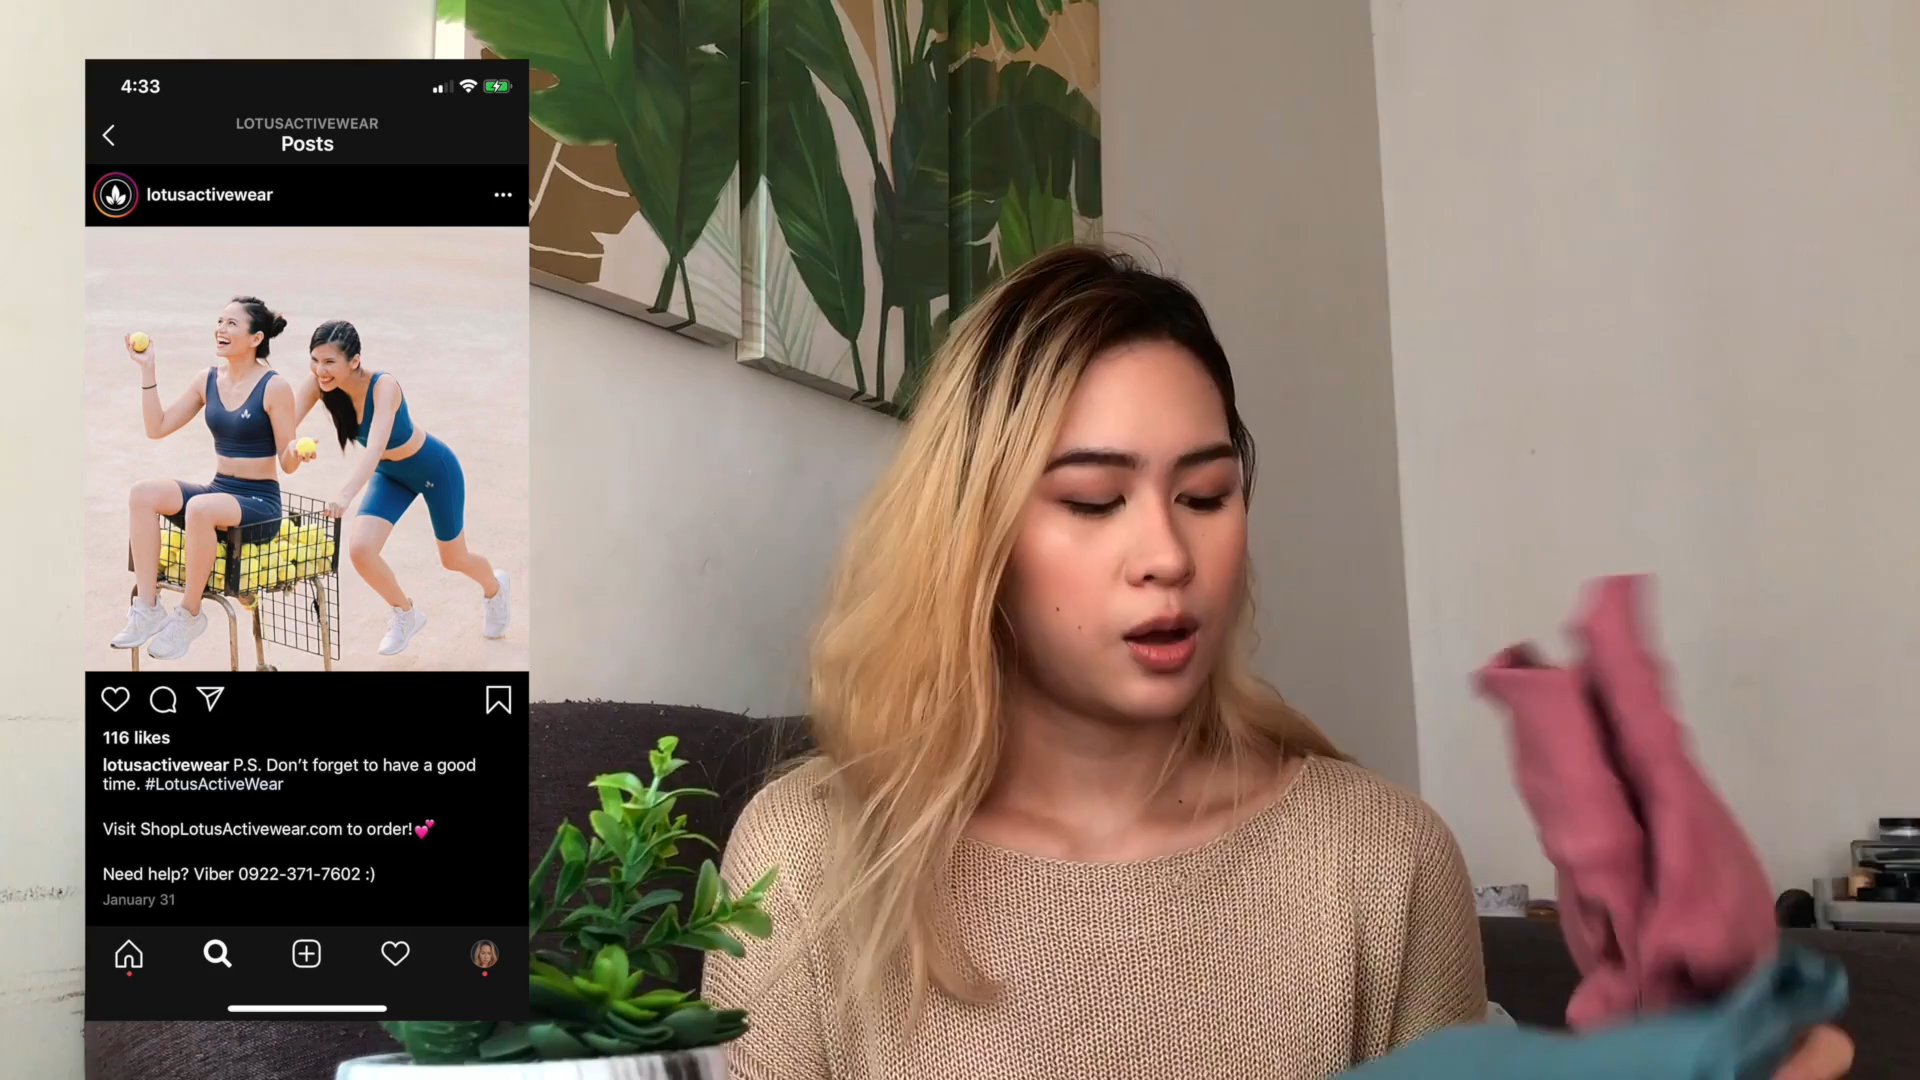 4:33
LOTUSACTIVEWEAR
Posts
lotusactivewear
116 likes
lotusactivewear P.S. Don’t forget to have a good
time. #LotusActiveWear
Visit ShopLotusActivewear.com to order!💕
Need help? Viber 0922-371-7602 :)
January 31